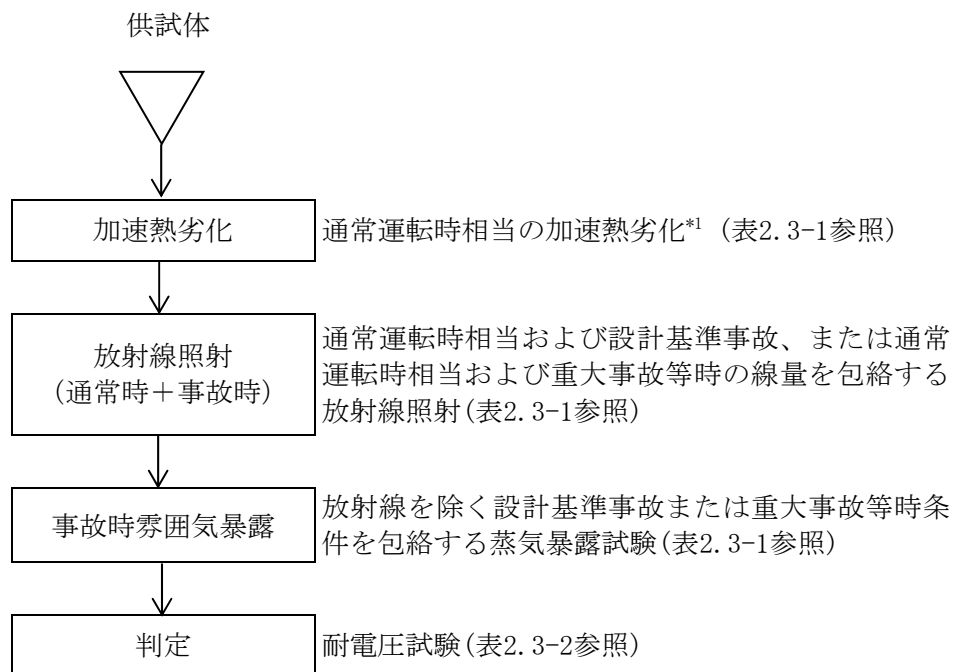 供試体
加速熱劣化
通常運転時相当の加速熱劣化*1 (表2.3-1参照)
放射線照射
(通常時＋事故時)
通常運転時相当および設計基準事故、または通常
運転時相当および重大事故等時の線量を包絡する
放射線照射(表2.3-1参照)
事故時雰囲気暴露
放射線を除く設計基準事故または重大事故等時条
件を包絡する蒸気暴露試験(表2.3-1参照)
判定
耐電圧試験(表2.3-2参照)